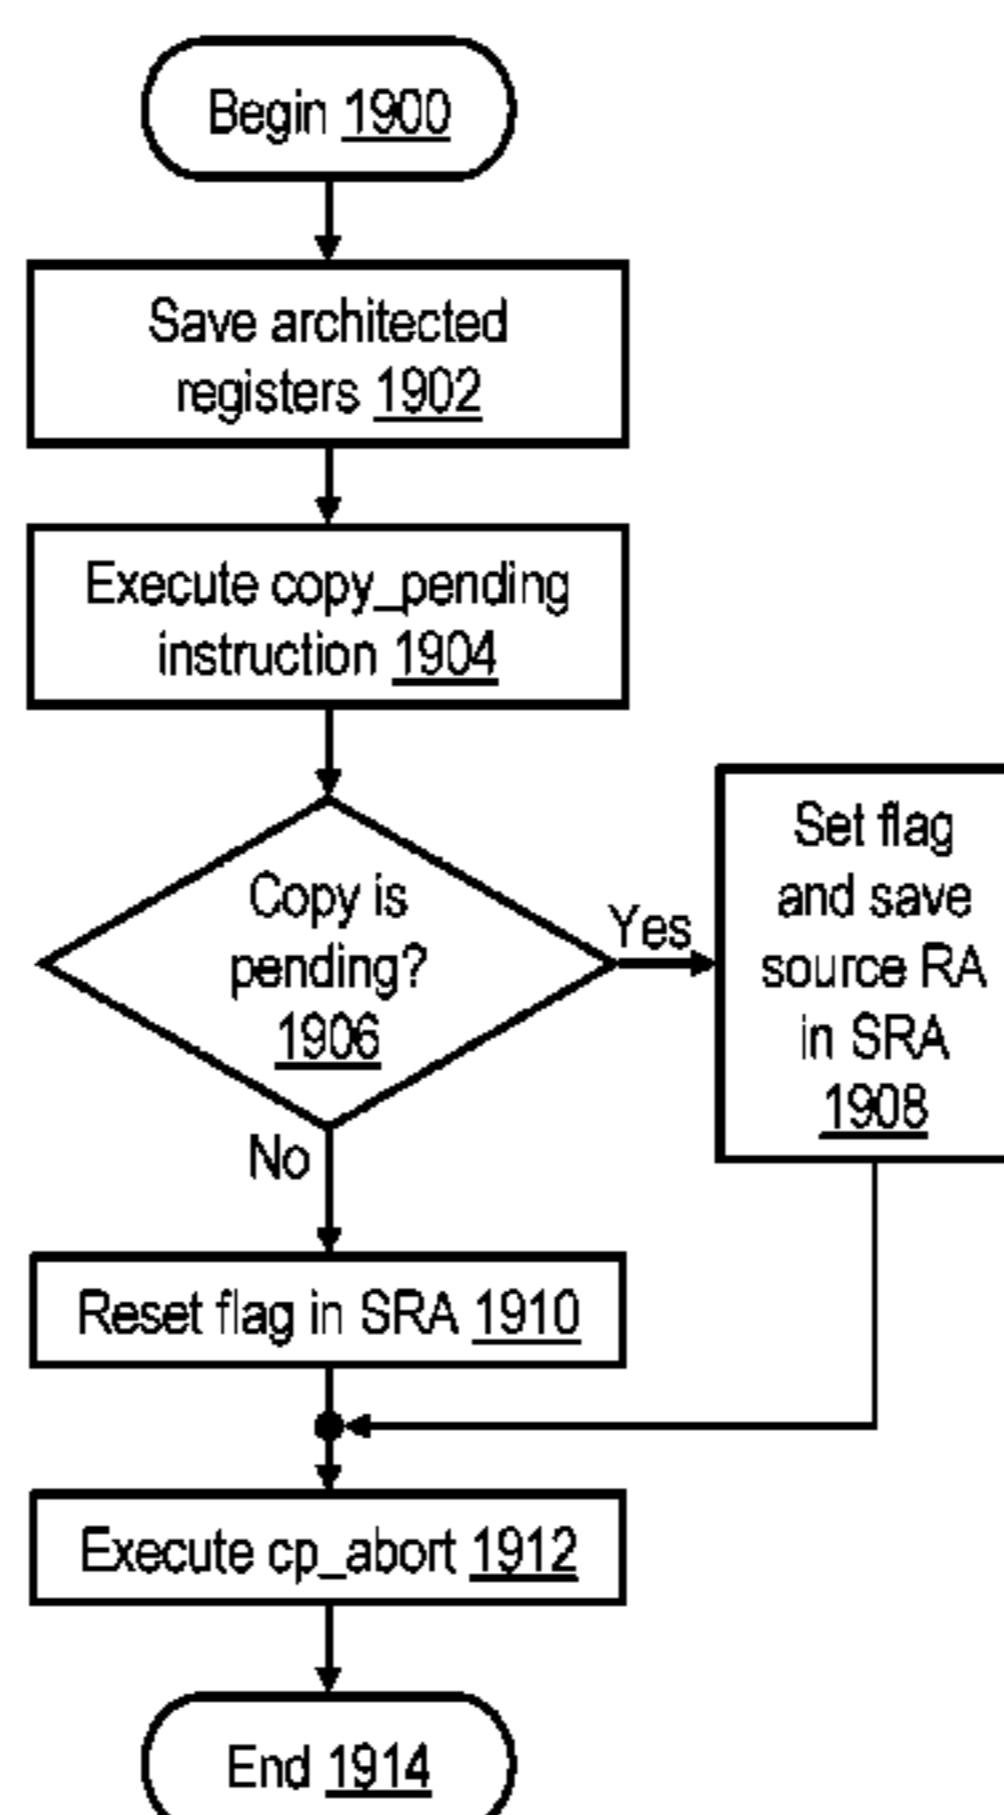 Begin 1900
Save architected
registers 1902
Execute copy_pending
instruction 1904
Copy is
pending?
1906
Yes
Set flag
and save
source RA
in SRA
1908
No
Reset flag in SRA 1910
Execute cp_abort 1912
End 1914